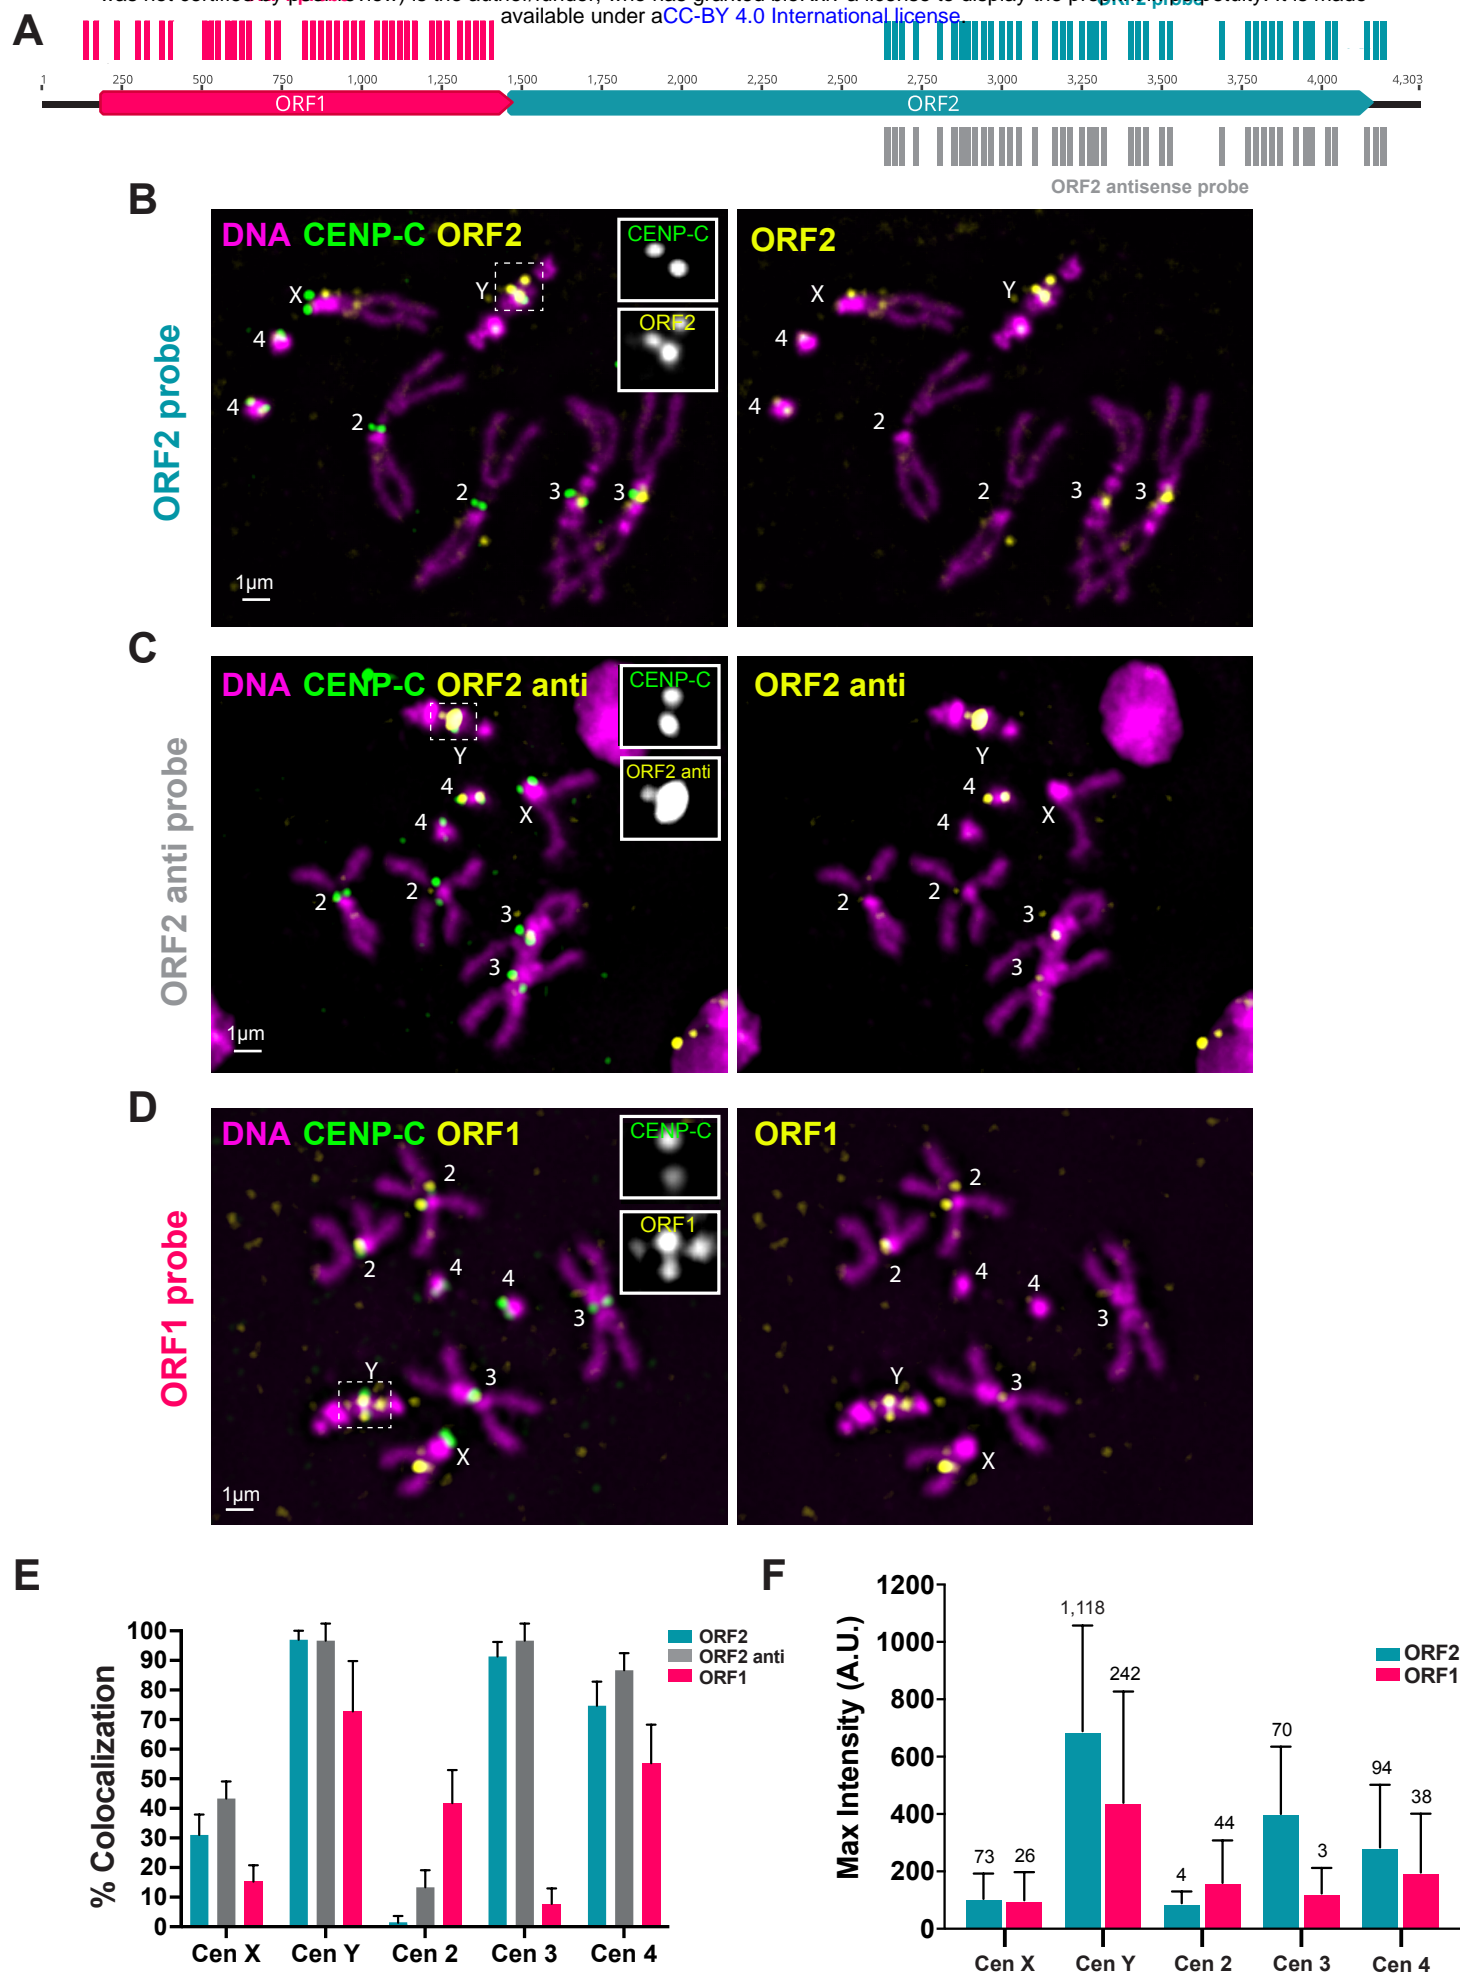 available under aCC-BY 4.0 International license.
A
1 250 500 750 1,000 1,250 1,500 1,750 2,000 2,250 2,500 2,750 3,000 3,250 3,500 3,750 4,000 4,303
ORF1 ORF2
ORF2 antisense probe
B
ORF2 probe
DNA CENP-C ORF2
CENP-C
ORF2
X
Y
4
4
2
2
3
3
1µm
ORF2
X
Y
4
4
2
2
3
3
C
ORF2 anti probe
DNA CENP-C ORF2 anti
CENP-C
ORF2 anti
Y
4
X
4
2
2
3
3
1µm
ORF2 anti
Y
4
X
4
2
2
3
3
D
ORF1 probe
DNA CENP-C ORF1
CENP-C
ORF1
2
2
4
4
3
Y
3
X
1µm
ORF1
2
2
4
4
3
Y
3
X
E
% Colocalization
100
90
80
70
60
50
40
30
20
10
0
Cen X Cen Y Cen 2 Cen 3 Cen 4
ORF2
ORF2 anti
ORF1
F
Max Intensity (A.U.)
1200
1000
800
600
400
200
0
73 26 1,118 242 4 44 70 3 94 38
Cen X Cen Y Cen 2 Cen 3 Cen 4
ORF2
ORF1